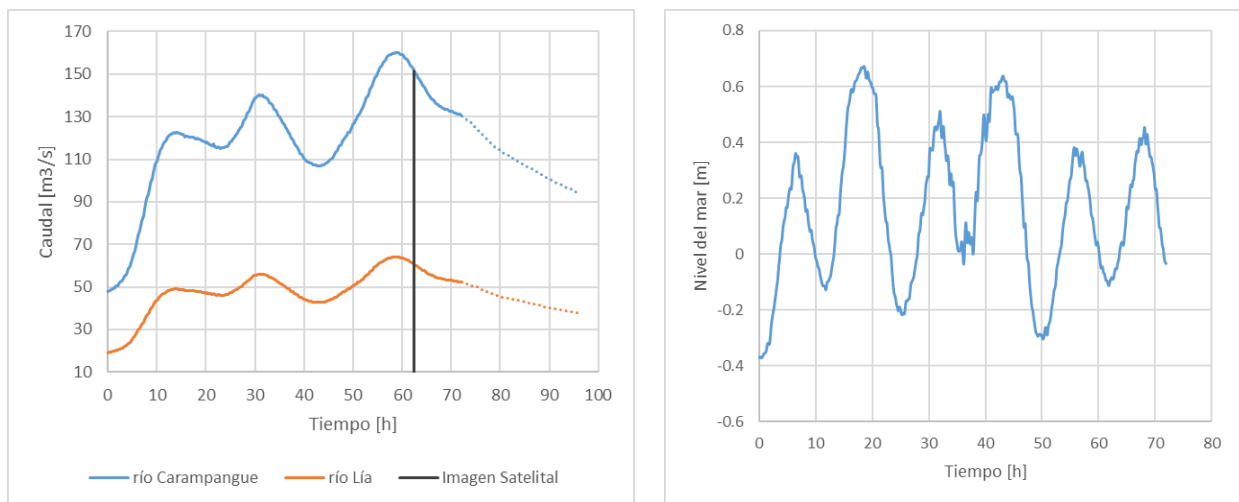 170
150
130
110
90
70
50
30
10
Caudal [m3/s]
0 10 20 30 40 50 60 70 80 90 100
Tiempo [h]
río Carampangue río Lía Imagen Satelital
0.8
0.6
0.4
0.2
0
-0.2
-0.4
-0.6
Nivel del mar [m]
0 10 20 30 40 50 60 70 80
Tiempo [h]